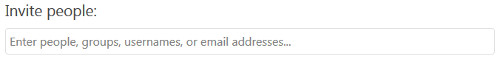 Invite people:
Enter people, groups, usernames, or email addresses...